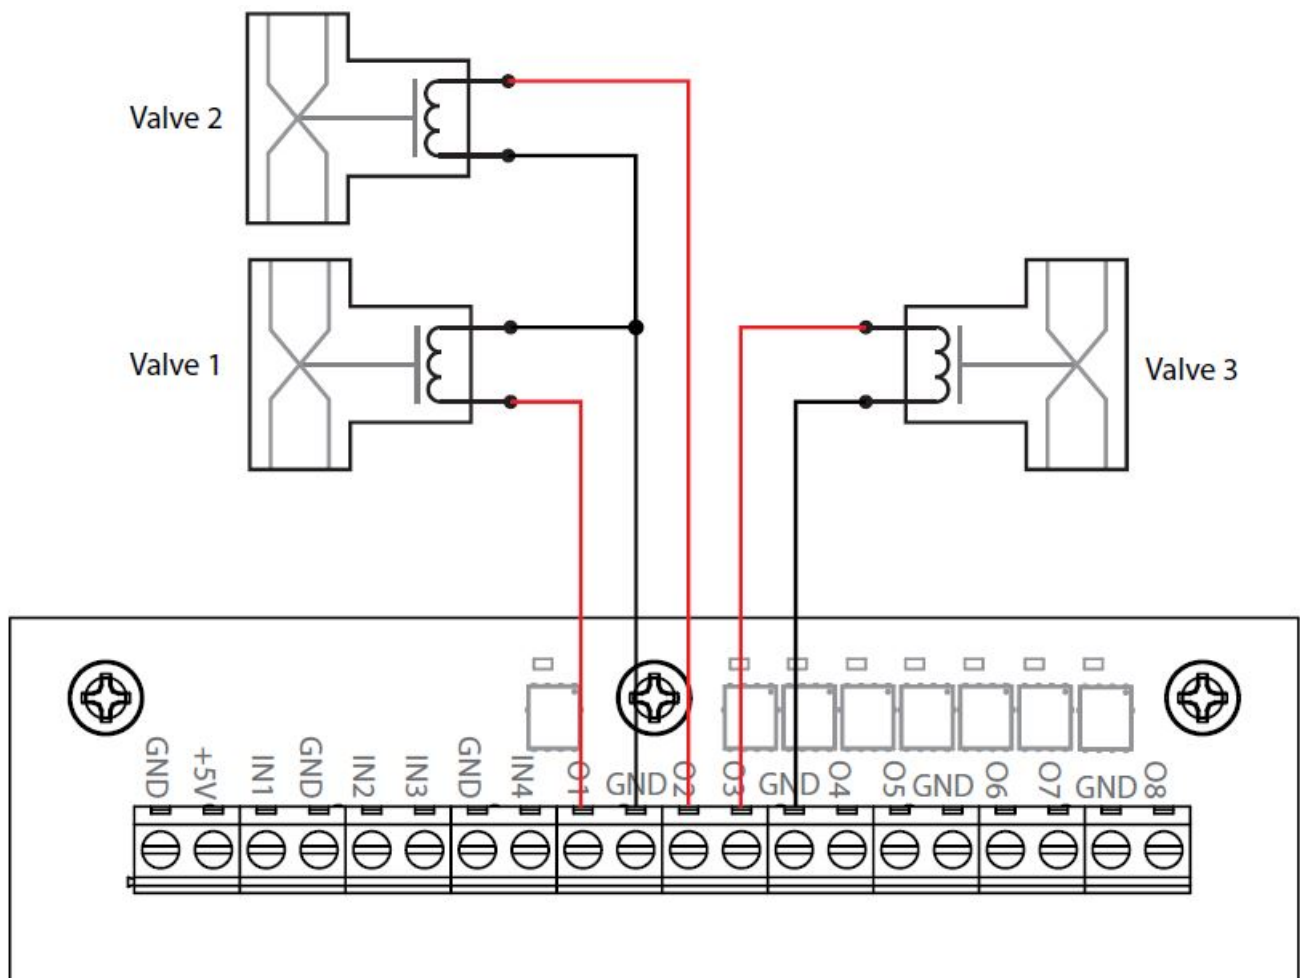 Valve 2
Valve 1
Valve 3
GND +5V IN1 GND IN2 IN3 GND IN4 O1 GND O2 O3 GND O4 O5 GND O6 O7 GND O8